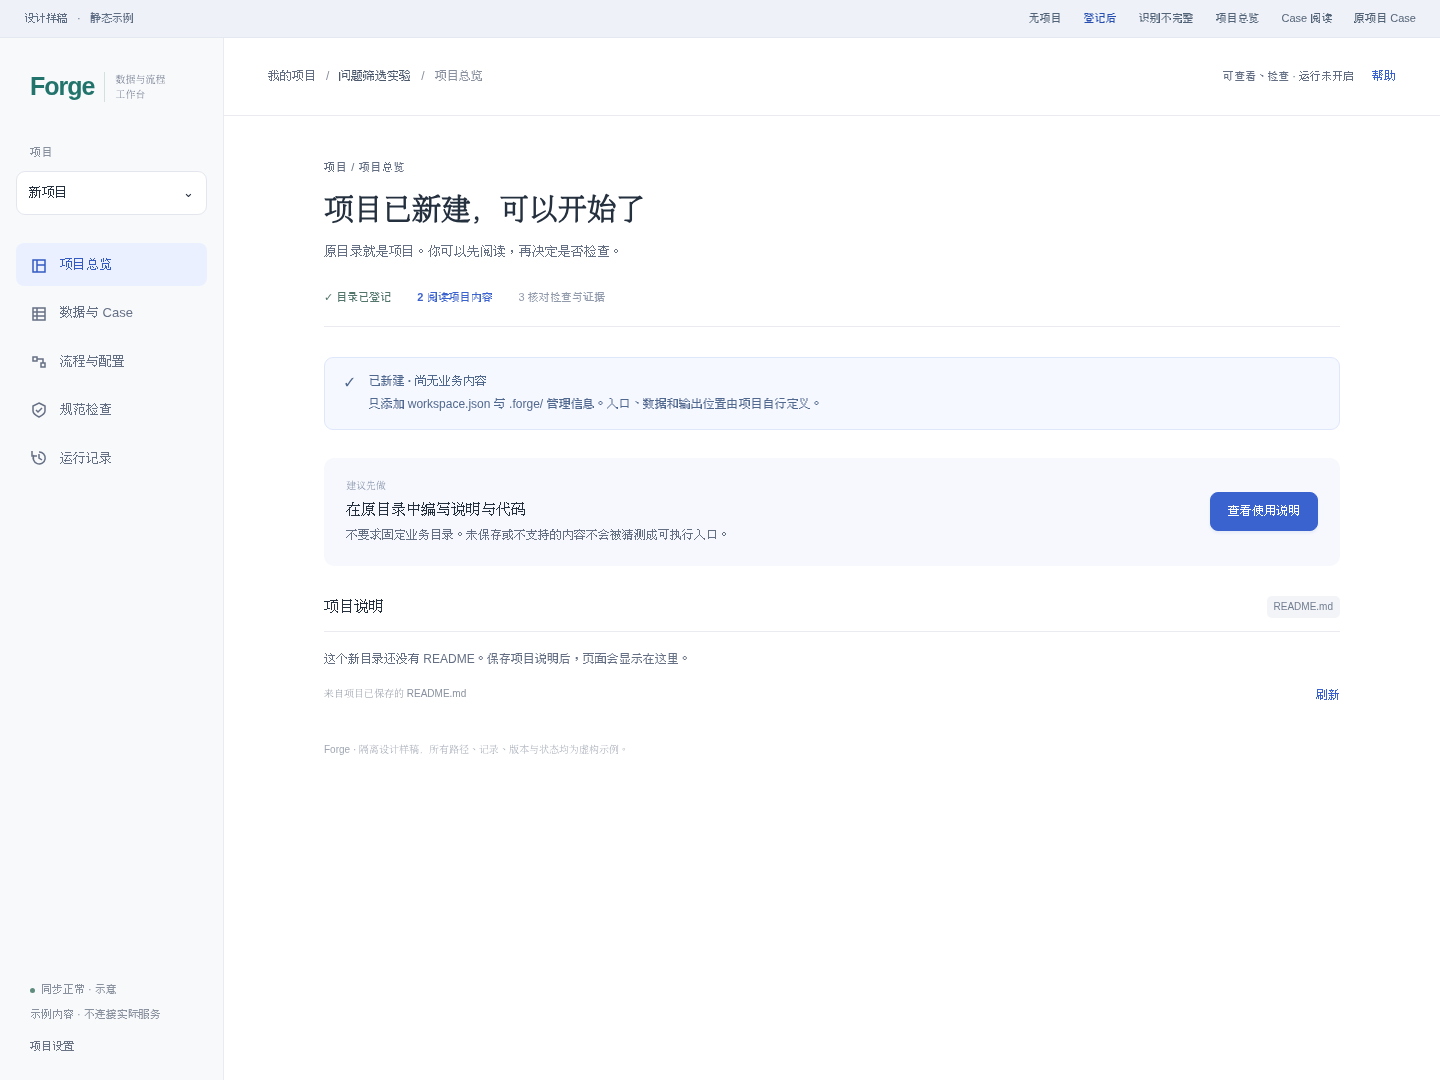 设计样稿 · 静态示例
无项目 登记后 识别不完整 项目总览 Case 阅读 原项目 Case
Forge
数据与流程
工作台
我的项目 / 问题筛选实验 / 项目总览
可查看、检查 · 运行未开启 帮助
项目
新项目
项目总览
数据与 Case
流程与配置
规范检查
运行记录
项目 / 项目总览
项目已新建，可以开始了
原目录就是项目。你可以先阅读，再决定是否检查。
✓ 目录已登记 2 阅读项目内容 3 核对检查与证据
✓ 已新建 · 尚无业务内容
只添加 workspace.json 与 .forge/ 管理信息。入口、数据和输出位置由项目自行定义。
建议先做
在原目录中编写说明与代码
不要求固定业务目录。未保存或不支持的内容不会被猜测成可执行入口。
查看使用说明
项目说明 README.md
这个新目录还没有 README。保存项目说明后，页面会显示在这里。
来自项目已保存的 README.md 刷新
Forge · 隔离设计样稿。所有路径、记录、版本与状态均为虚构示例。
同步正常 · 示意
示例内容 · 不连接实际服务
项目设置